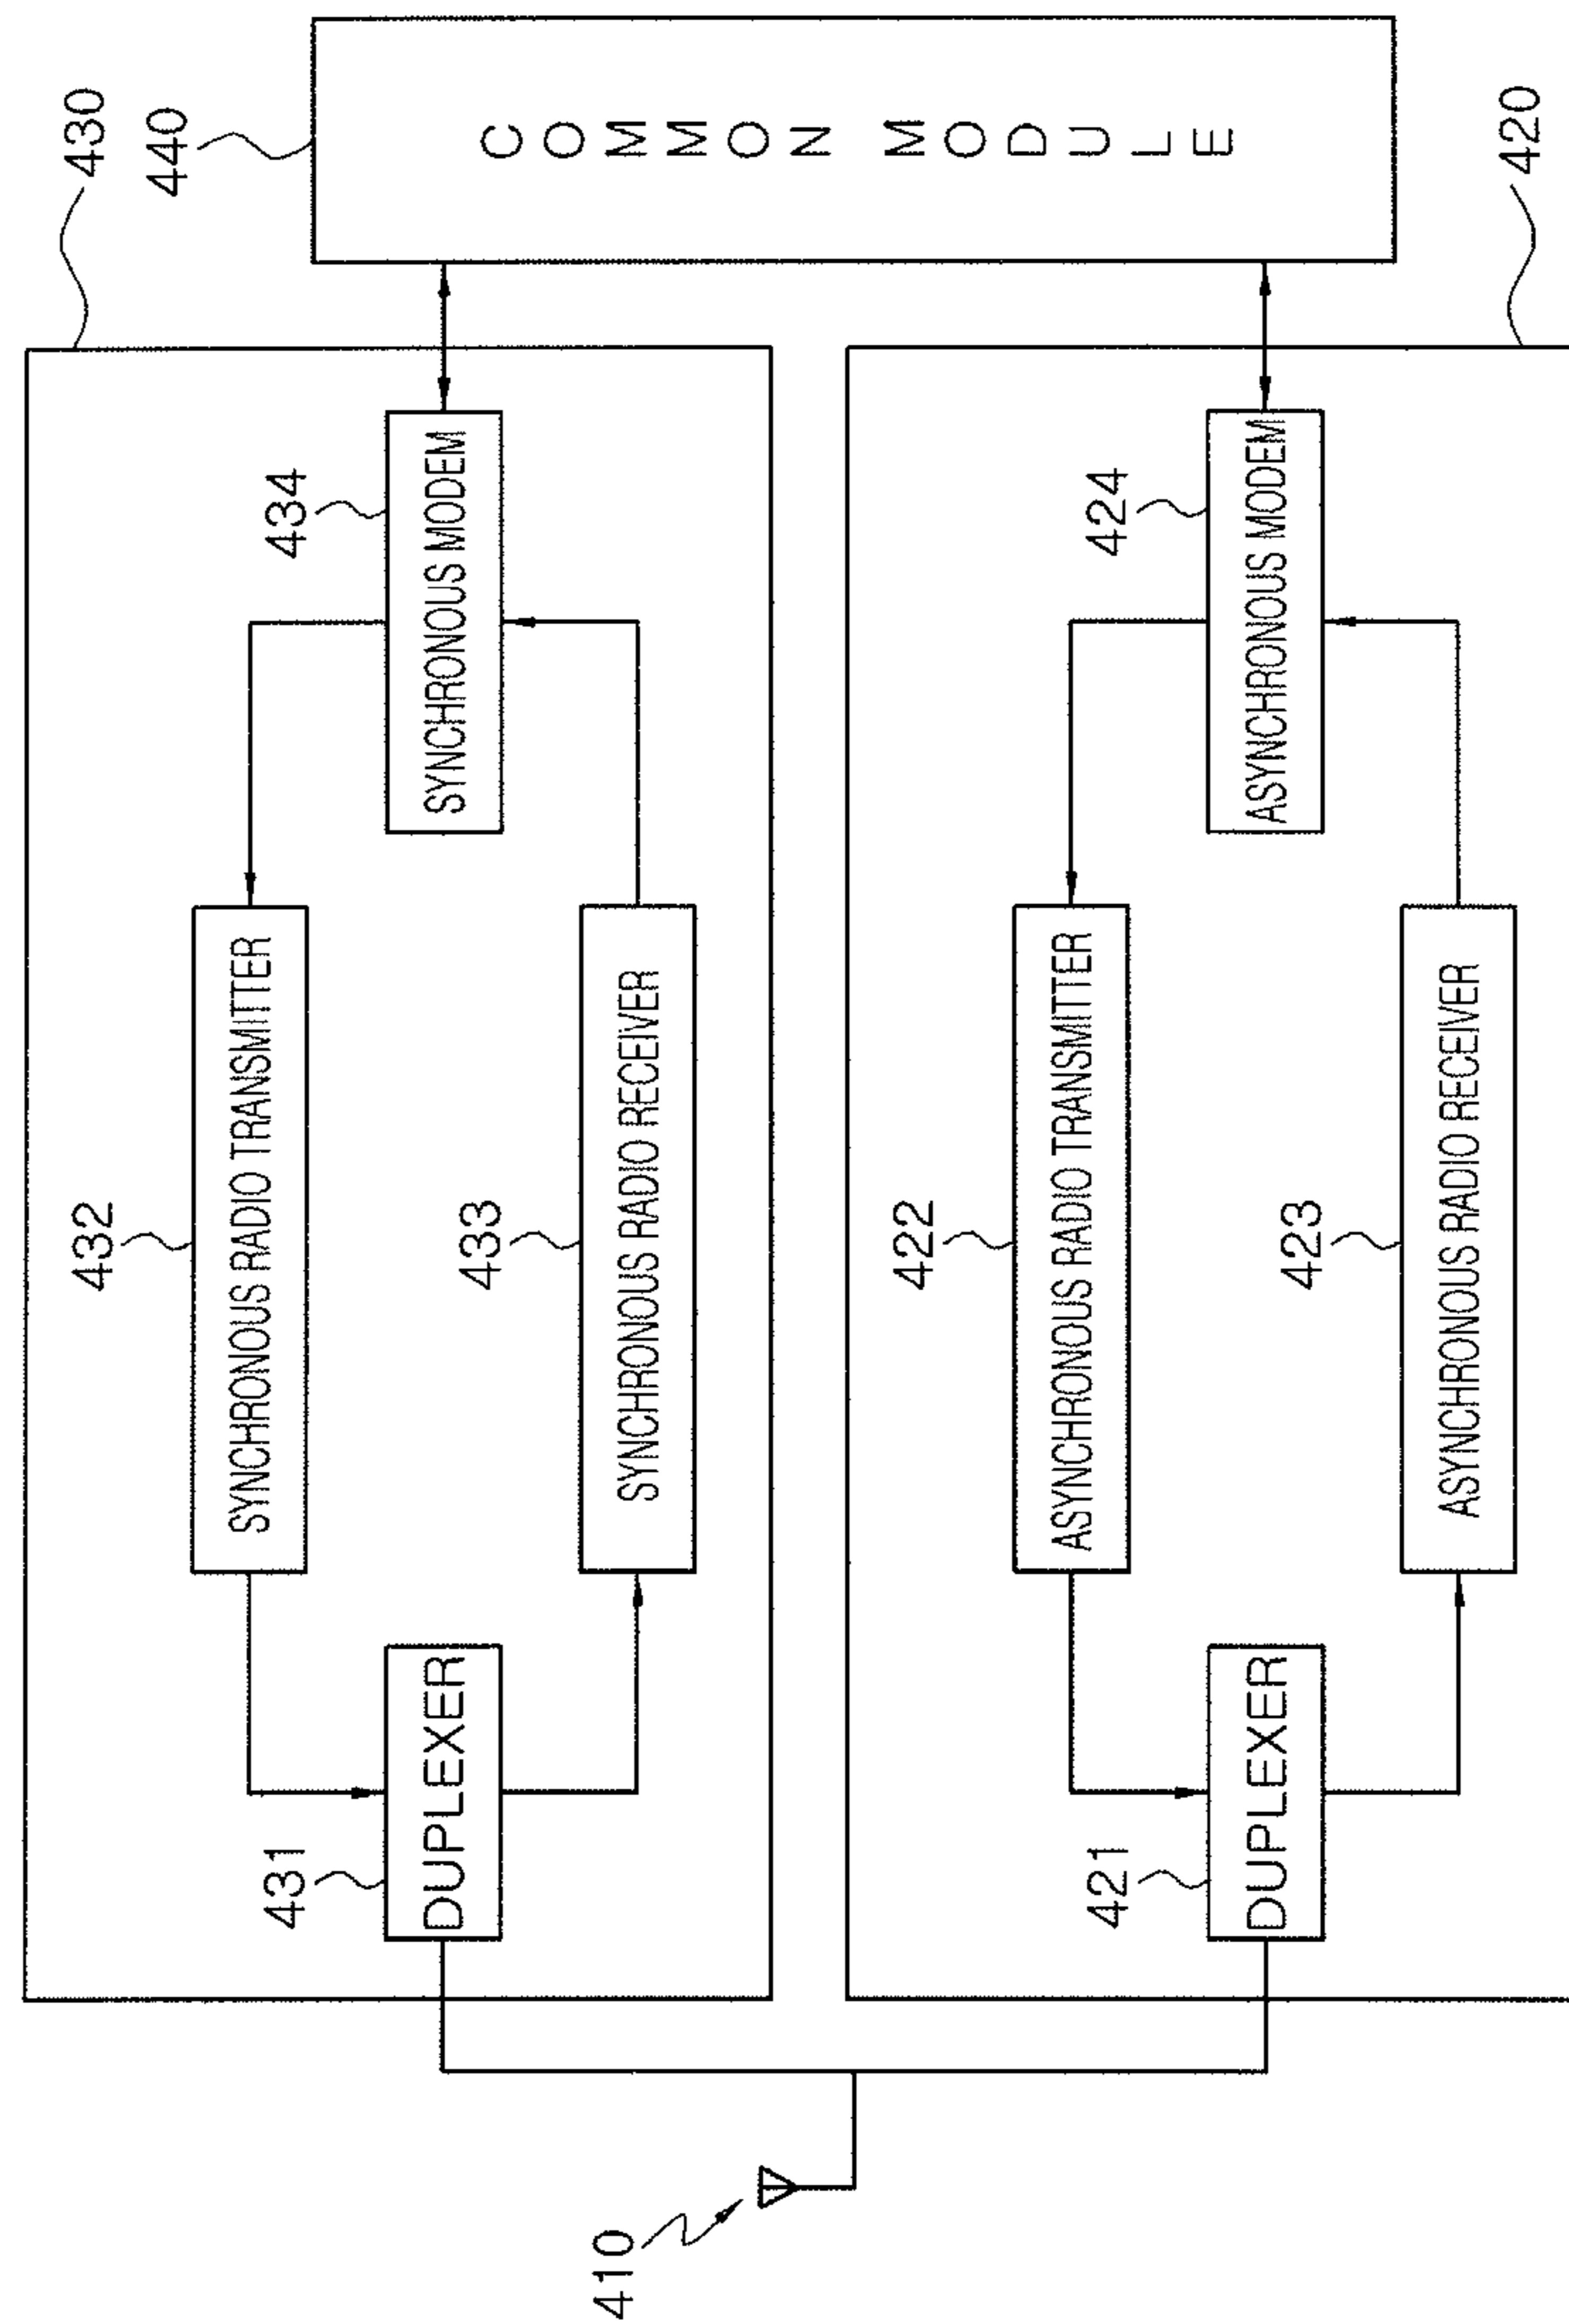 430
440
COMMON MODULE
434
SYNCHRONOUS MODEM
432
SYNCHRONOUS RADIO TRANSMITTER
433
SYNCHRONOUS RADIO RECEIVER
431
DUPLEXER
420
424
ASYNCHRONOUS MODEM
422
ASYNCHRONOUS RADIO TRANSMITTER
423
ASYNCHRONOUS RADIO RECEIVER
421
DUPLEXER
410